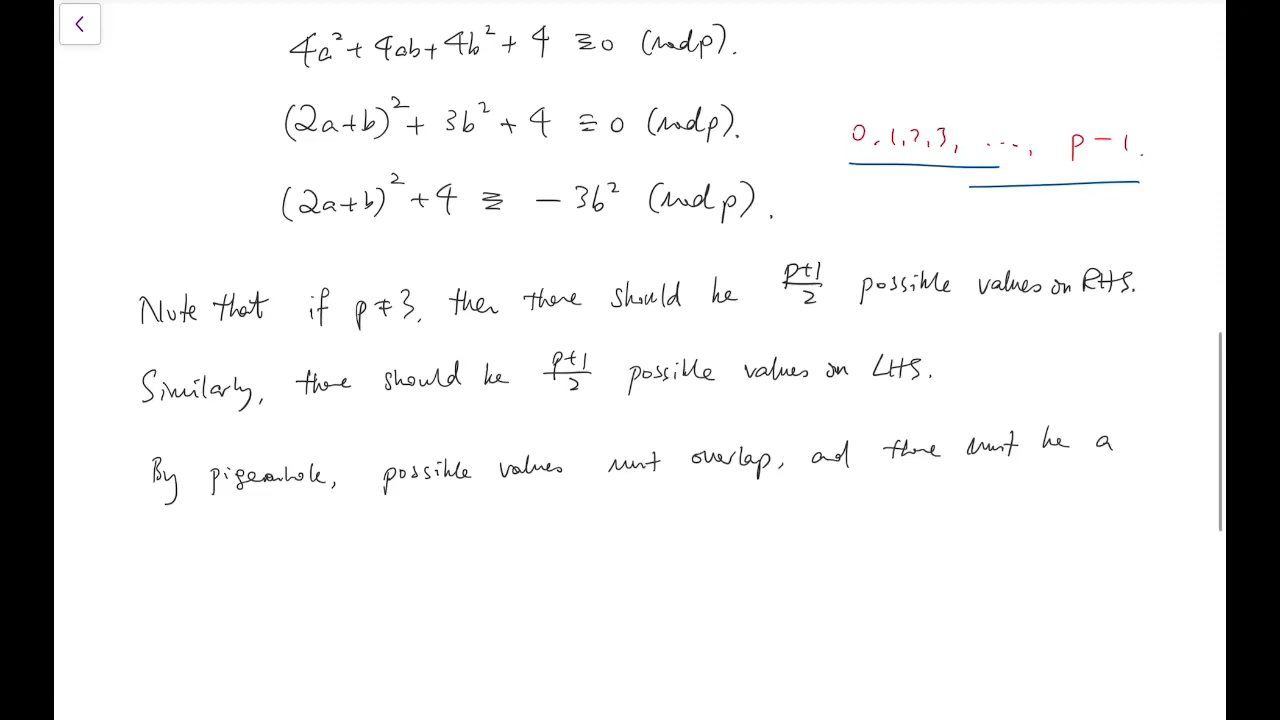 4a² + 4ab + 4b² + 4 ≡ 0 (mod p).
(2a+b)² + 3b² + 4 ≡ 0 (mod p).
0, 1, 2, 3, ..., p-1.
(2a+b)² + 4 ≡ -3b² (mod p).
Note that if p ≠ 3, then there should be (p+1)/2 possible values on RHS.
Similarly, there should be (p+1)/2 possible values on LHS.
By pigeonhole, possible values must overlap, and there must be a